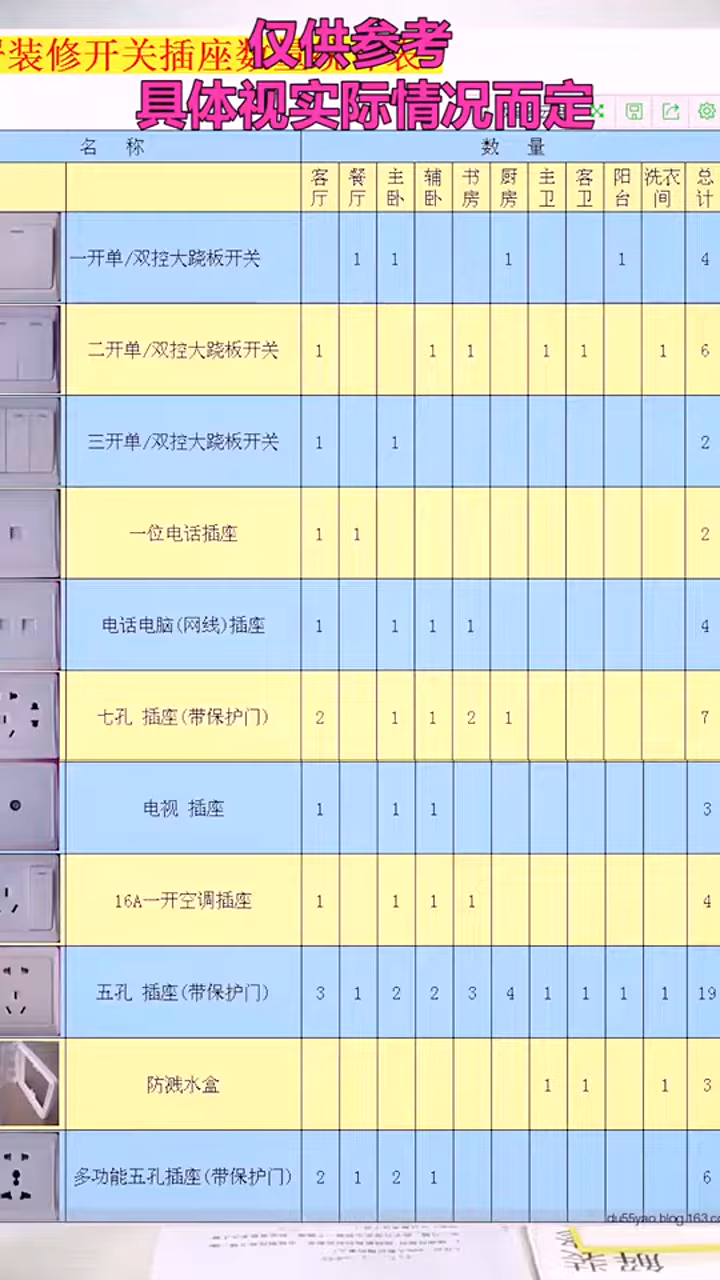 仅供参考
装修开关插座数
具体视实际情况而定
名 称 数 量
客厅 餐厅 主卧 辅卧 书房 厨房 主卫 客卫 阳台 洗衣间 总计
一开单/双控大跷板开关 1 1 1 1 4
二开单/双控大跷板开关 1 1 1 1 1 1 6
三开单/双控大跷板开关 1 1 2
一位电话插座 1 1 2
电话电脑(网线)插座 1 1 1 1 4
七孔 插座(带保护门) 2 1 1 2 1 7
电视 插座 1 1 1 3
16A一开空调插座 1 1 1 1 4
五孔 插座(带保护门) 3 1 2 2 3 4 1 1 1 1 19
防溅水盒 1 1 1 3
多功能五孔插座(带保护门) 2 1 2 1 6
du55yao.blog.163.co